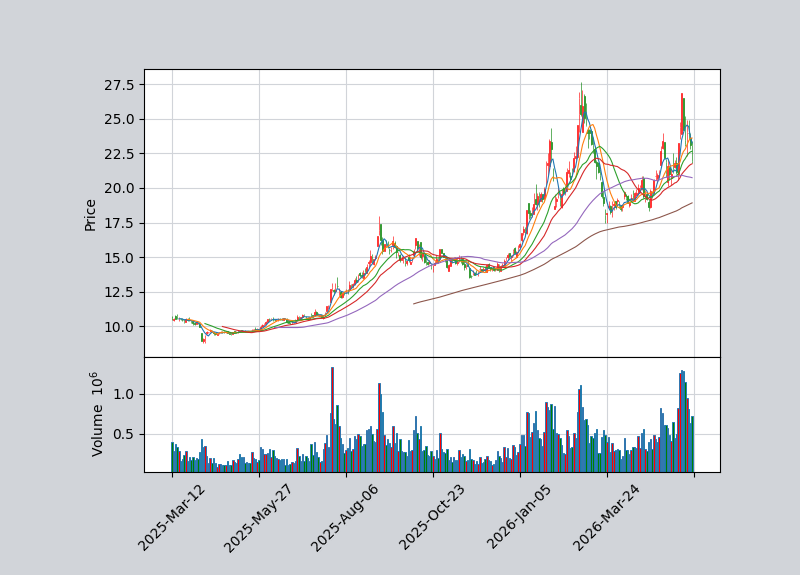 27.5
25.0
22.5
20.0
17.5
15.0
12.5
10.0
Price
1.0
0.5
Volume 10^6
2025-Mar-12
2025-May-27
2025-Aug-06
2025-Oct-23
2026-Jan-05
2026-Mar-24